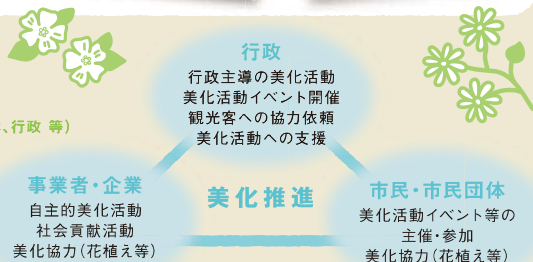 行政
行政主導の美化活動
美化活動イベント開催
観光客への協力依頼
美化活動への支援
、行政 等)
事業者・企業
自主的美化活動
社会貢献活動
美化協力(花植え等)
美化推進
市民・市民団体
美化活動イベント等の
主催・参加
美化協力(花植え等)